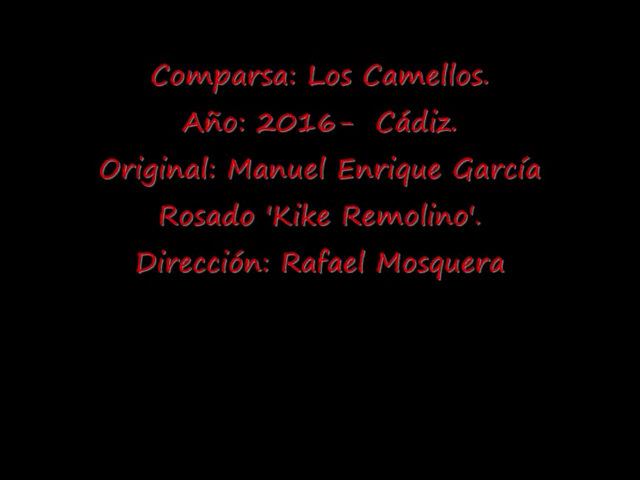 Comparsa: Los Camellos.
Año: 2016- Cádiz.
Original: Manuel Enrique García
Rosado 'Kike Remolino'.
Dirección: Rafael Mosquera